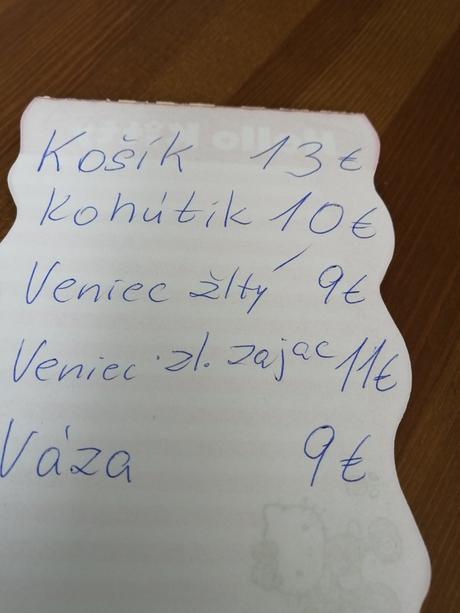 Košík 13€
Kohútik 10€
Veniec žltý 9€
Veniec zl. zajac 11€
Váza 9€